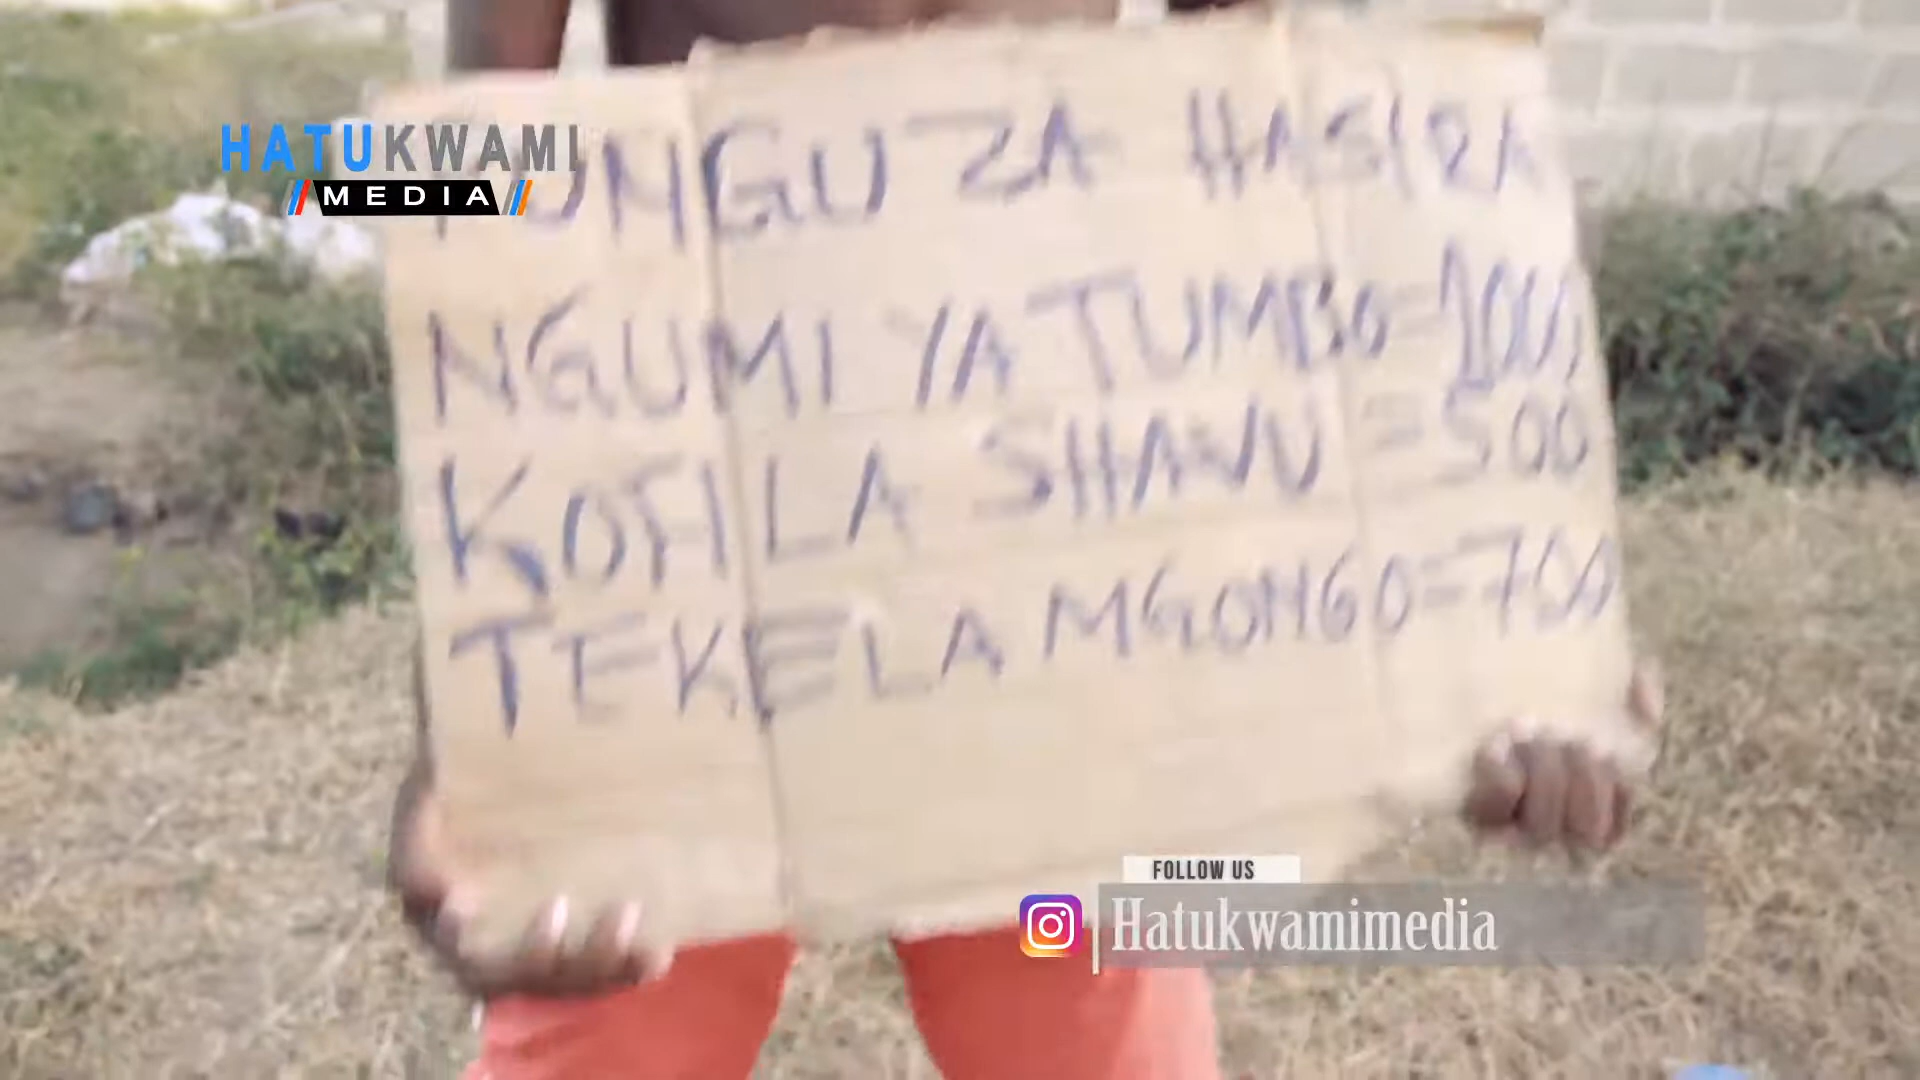 HATUKWAMI
MEDIA
PUNGUZA HASIRA
NGUMI YA TUMBO=1000
KOFI LA SHAVU =500
TEKE LA MGONGO=700
FOLLOW US
Hatukwamimedia